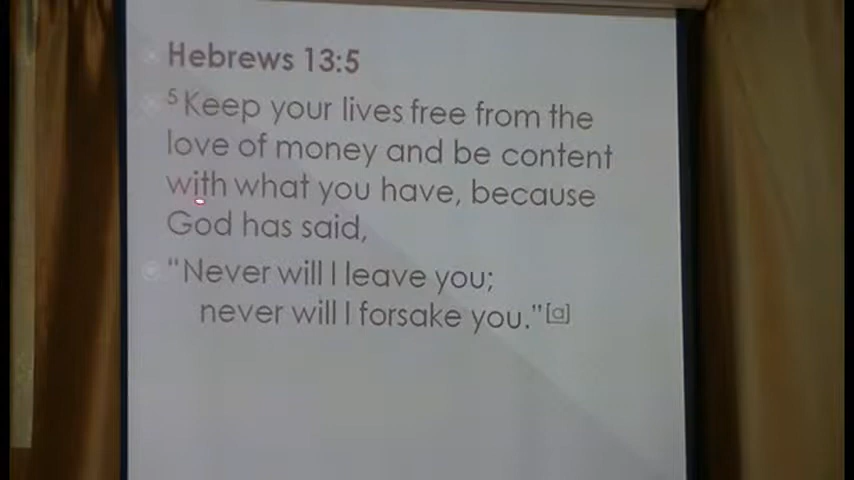 Hebrews 13:5
5 Keep your lives free from the
love of money and be content
with what you have, because
God has said,
“Never will I leave you;
never will I forsake you.”[a]